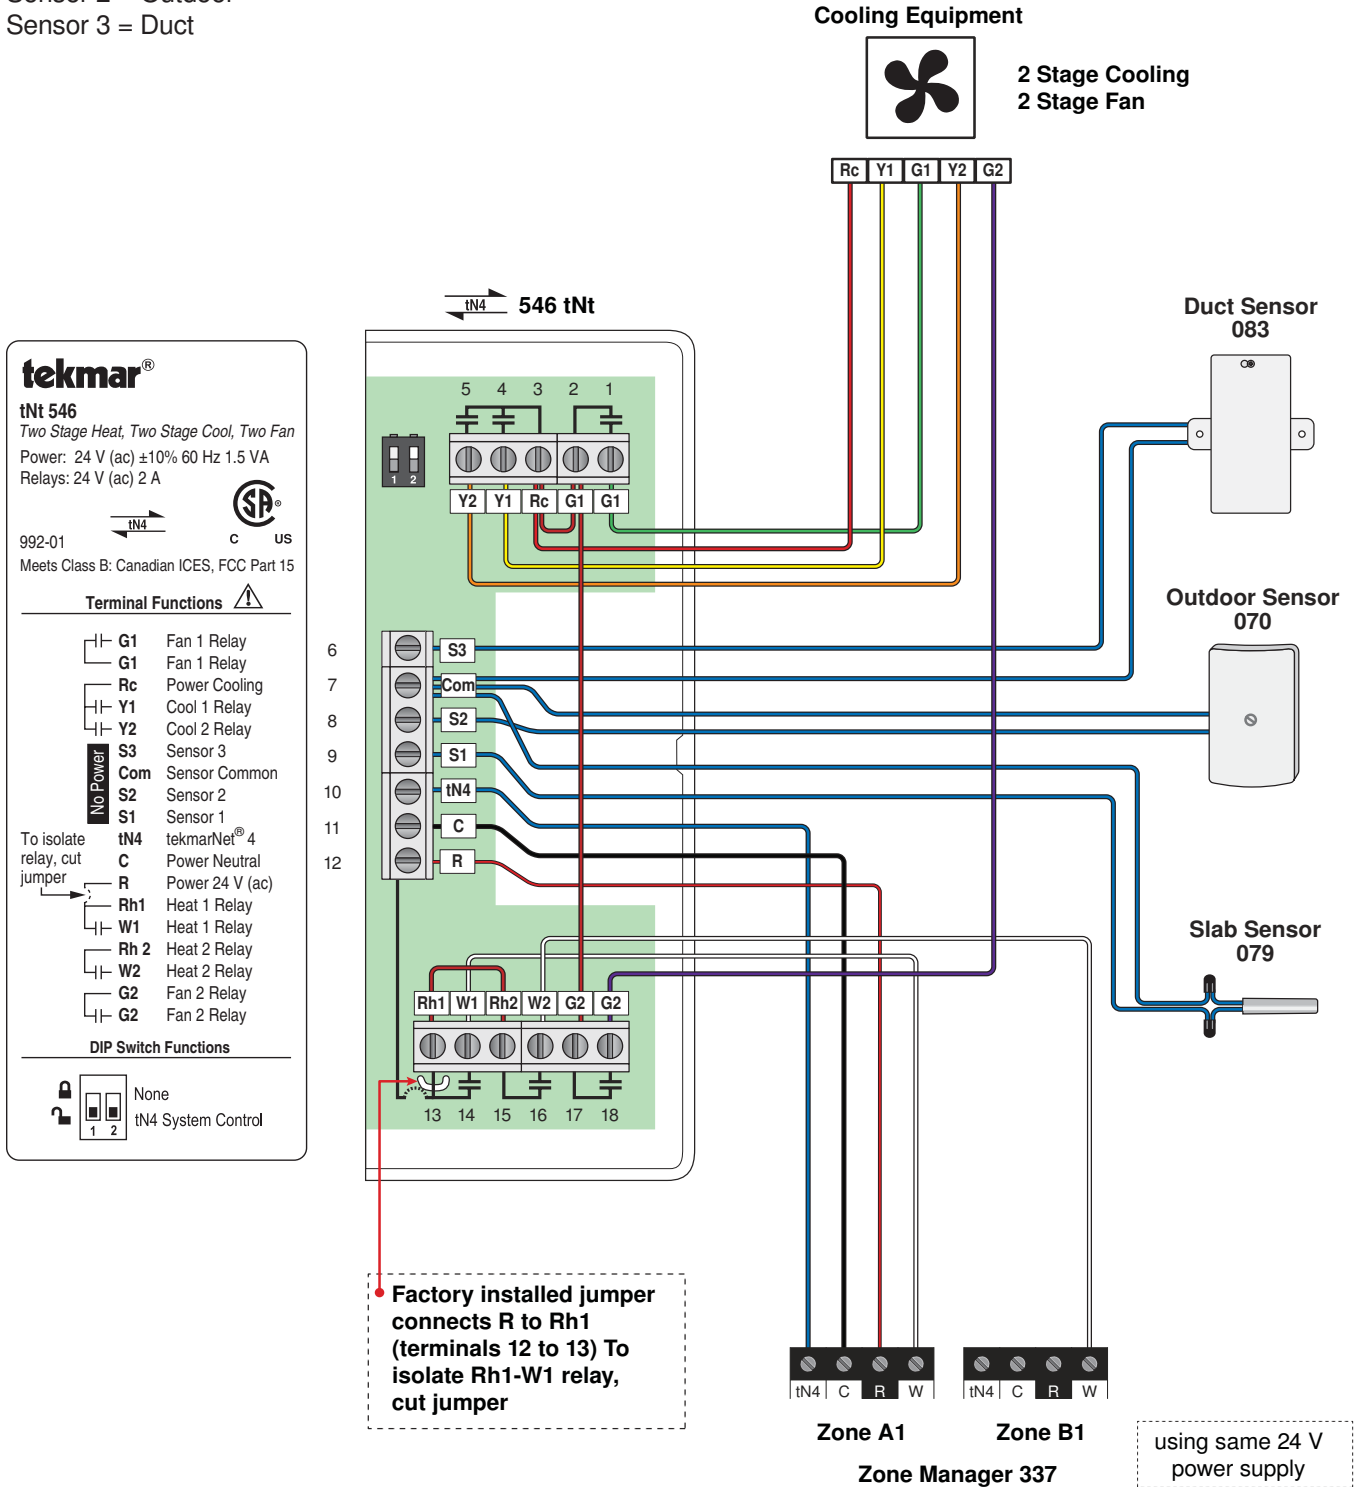 Sensor 3 = Duct
Cooling Equipment
2 Stage Cooling
2 Stage Fan
Rc Y1 G1 Y2 G2
tN4 546 tNt
Duct Sensor
083
tekmar®
tNt 546
Two Stage Heat, Two Stage Cool, Two Fan
Power: 24 V (ac) ±10% 60 Hz 1.5 VA
Relays: 24 V (ac) 2 A
SA®
C US
tN4
992-01
Meets Class B: Canadian ICES, FCC Part 15
Terminal Functions
G1 Fan 1 Relay
G1 Fan 1 Relay
Rc Power Cooling
Y1 Cool 1 Relay
Y2 Cool 2 Relay
No Power
S3 Sensor 3
Com Sensor Common
S2 Sensor 2
S1 Sensor 1
tN4 tekmarNet® 4
C Power Neutral
R Power 24 V (ac)
Rh1 Heat 1 Relay
W1 Heat 1 Relay
Rh 2 Heat 2 Relay
W2 Heat 2 Relay
G2 Fan 2 Relay
G2 Fan 2 Relay
To isolate
relay, cut
jumper
DIP Switch Functions
None
tN4 System Control
1 2
5 4 3 2 1
1 2
Y2 Y1 Rc G1 G1
6 S3
7 Com
8 S2
9 S1
10 tN4
11 C
12 R
Outdoor Sensor
070
Slab Sensor
079
Rh1 W1 Rh2 W2 G2 G2
13 14 15 16 17 18
Factory installed jumper
connects R to Rh1
(terminals 12 to 13) To
isolate Rh1-W1 relay,
cut jumper
tN4 C R W
tN4 C R W
Zone A1
Zone B1
Zone Manager 337
using same 24 V
power supply